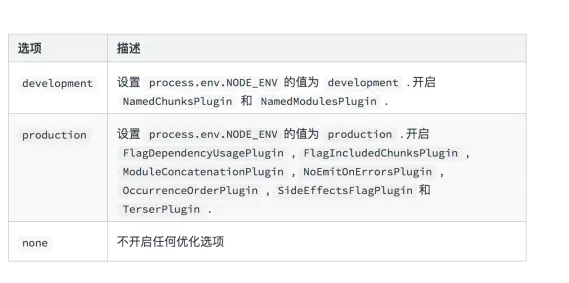 选项 描述
development 设置 process.env.NODE_ENV 的值为 development .开启
NamedChunksPlugin 和 NamedModulesPlugin .
production 设置 process.env.NODE_ENV 的值为 production .开启
FlagDependencyUsagePlugin , FlagIncludedChunksPlugin ,
ModuleConcatenationPlugin , NoEmitOnErrorsPlugin ,
OccurrenceOrderPlugin , SideEffectsFlagPlugin 和
TerserPlugin .
none 不开启任何优化选项